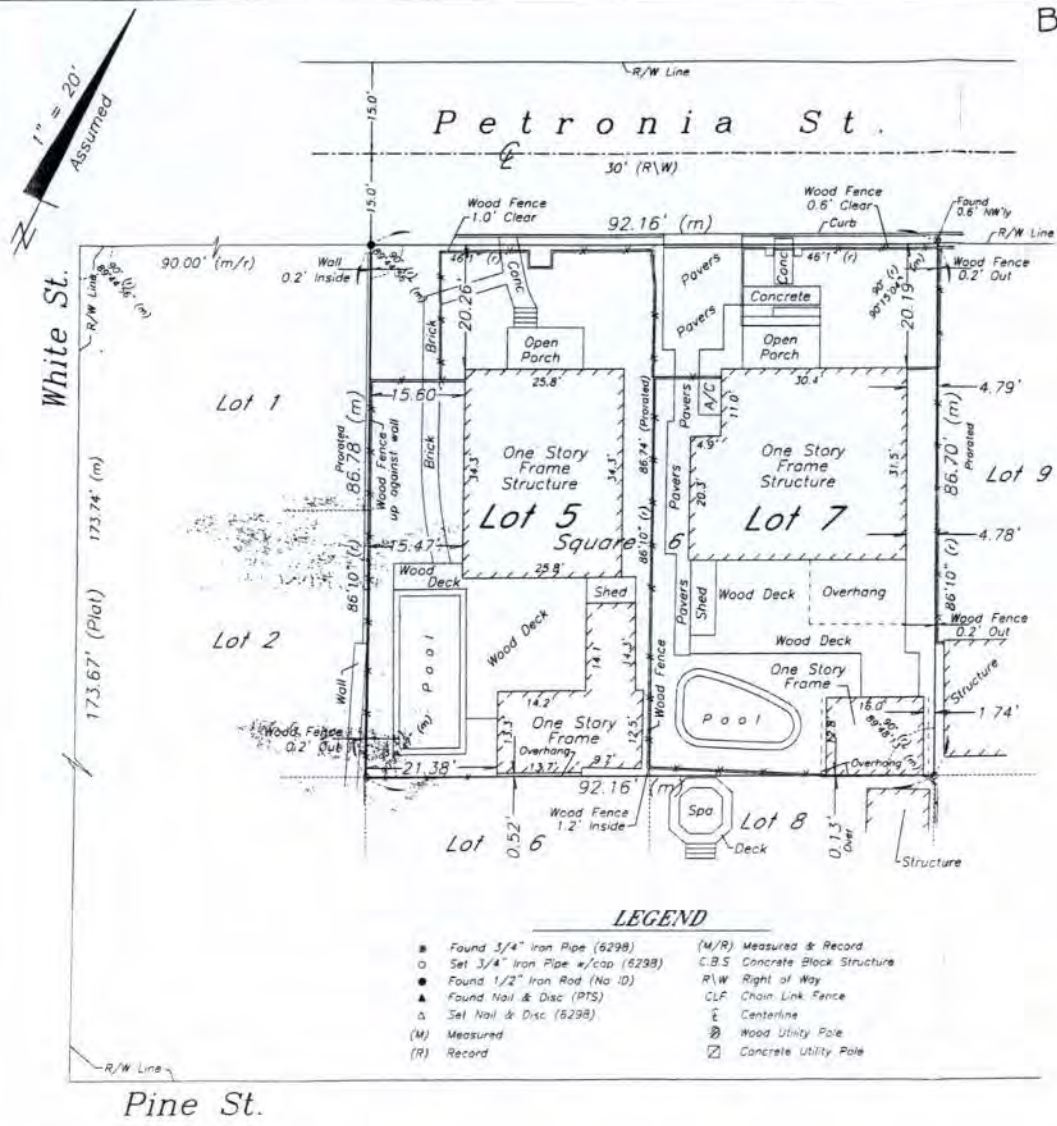 B
1" = 20'
Assumed
N
R/W Line
15.0'
15.0'
Petronia St.
℄
30' (R\W)
Wood Fence
1.0' Clear
92.16' (m)
Wood Fence
0.6' Clear
Curb
Found
0.6' NW'ly
R/W Line
White St.
R/W Line
90.00' (m/r)
90° (r)
Wall
0.2' Inside
90° (r)
46'1" (r)
Conc
Pavers
Conc
46'1" (r)
90° (r)
90°15'04" (m)
Wood Fence
0.2' Out
20.26'
Brick
Open
Porch
Pavers
Concrete
Open
Porch
20.19'
Lot 1
15.60'
25.8'
Pavers
A/C
11.0'
30.4'
4.79'
Prorated
86.78' (m)
Wood Fence
up against wall
Brick
34.3'
One Story
Frame
Structure
34.3'
86.74' (Prorated)
4.9'
One Story
Frame
Structure
31.5'
86.70' (m)
Prorated
Lot 9
Lot 5
Square 6
Lot 7
20.3'
Pavers
173.67' (Plat)
173.74' (m)
86'10" (r)
15.47'
25.8'
86'10" (r)
4.78'
86'10" (r)
Wood
Deck
Shed
Pavers
Shed
Wood Deck
Overhang
Wood Fence
0.2' Out
Lot 2
Wall
Pool
Wood Deck
14.1'
14.3'
Wood Fence
Wood Deck
One Story
Frame
Structure
14.2'
Pool
16.0'
90° (r)
89°48'13" (m)
1.74'
Wood Fence
0.2' Out
13.3'
One Story
Frame
12.5'
12.8'
Overhang
21.38'
13.7'
9.7'
Overhang
92.16' (m)
Wood Fence
1.2' Inside
Lot 6
0.52'
Spa
Deck
Lot 8
0.13'
Over
Structure
LEGEND
Found 3/4" Iron Pipe (6298)
Set 3/4" Iron Pipe w/cap (6298)
Found 1/2" Iron Rod (No ID)
Found Nail & Disc (PTS)
Set Nail & Disc (6298)
(M) Measured
(R) Record
(M/R) Measured & Record
C.B.S Concrete Block Structure
R\W Right of Way
CLF Chain Link Fence
℄ Centerline
Wood Utility Pole
Concrete Utility Pole
R/W Line
Pine St.